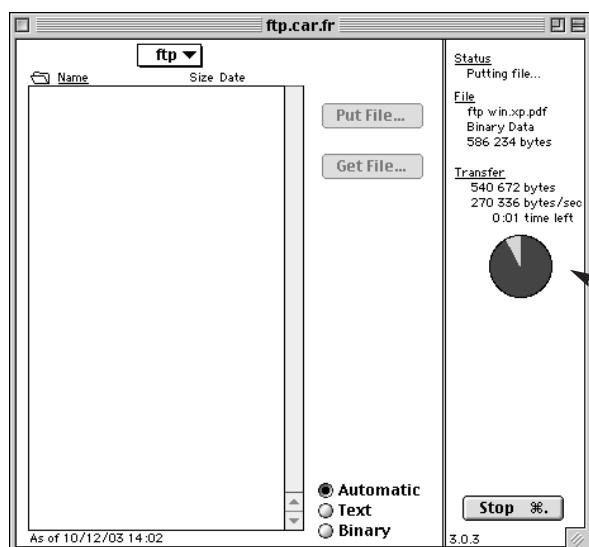 ftp.car.fr
ftp
Name Size Date
Put File...
Get File...
Automatic
Text
Binary
As of 10/12/03 14:02
Status
Putting file...
File
ftp win.xp.pdf
Binary Data
586 234 bytes
Transfer
540 672 bytes
270 336 bytes/sec
0:01 time left
Stop ⌘.
3.0.3